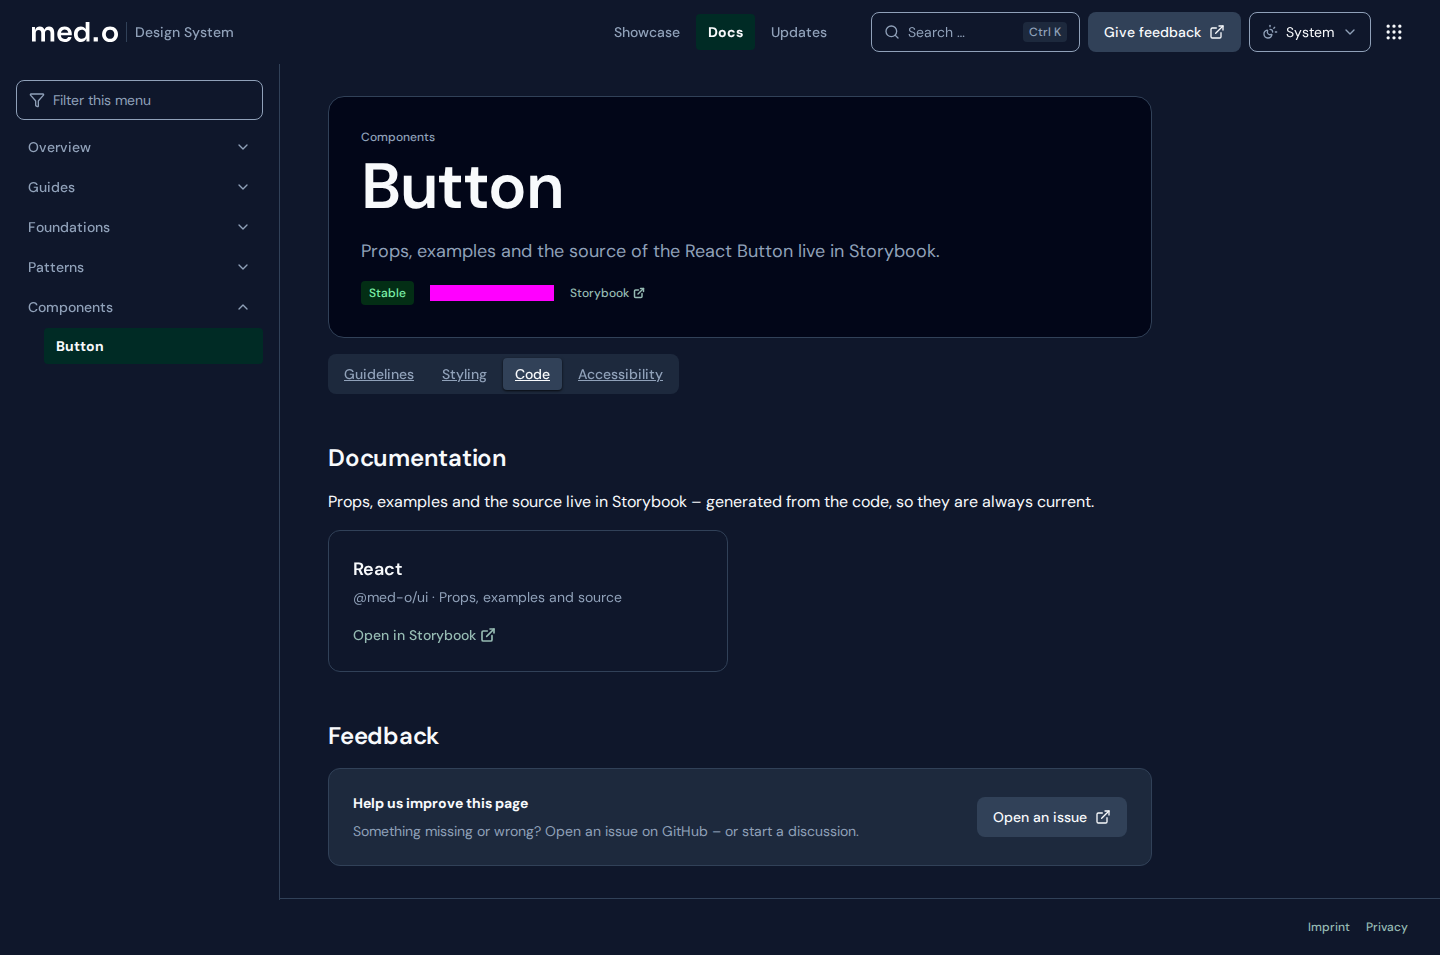 med.o Design System
Showcase Docs Updates
Search ... Ctrl K
Give feedback
System
Filter this menu
Overview
Guides
Foundations
Patterns
Components
Button
Components
Button
Props, examples and the source of the React Button live in Storybook.
Stable Storybook
Guidelines Styling Code Accessibility
Documentation
Props, examples and the source live in Storybook – generated from the code, so they are always current.
React
@med-o/ui · Props, examples and source
Open in Storybook
Feedback
Help us improve this page
Something missing or wrong? Open an issue on GitHub – or start a discussion.
Open an issue
Imprint Privacy